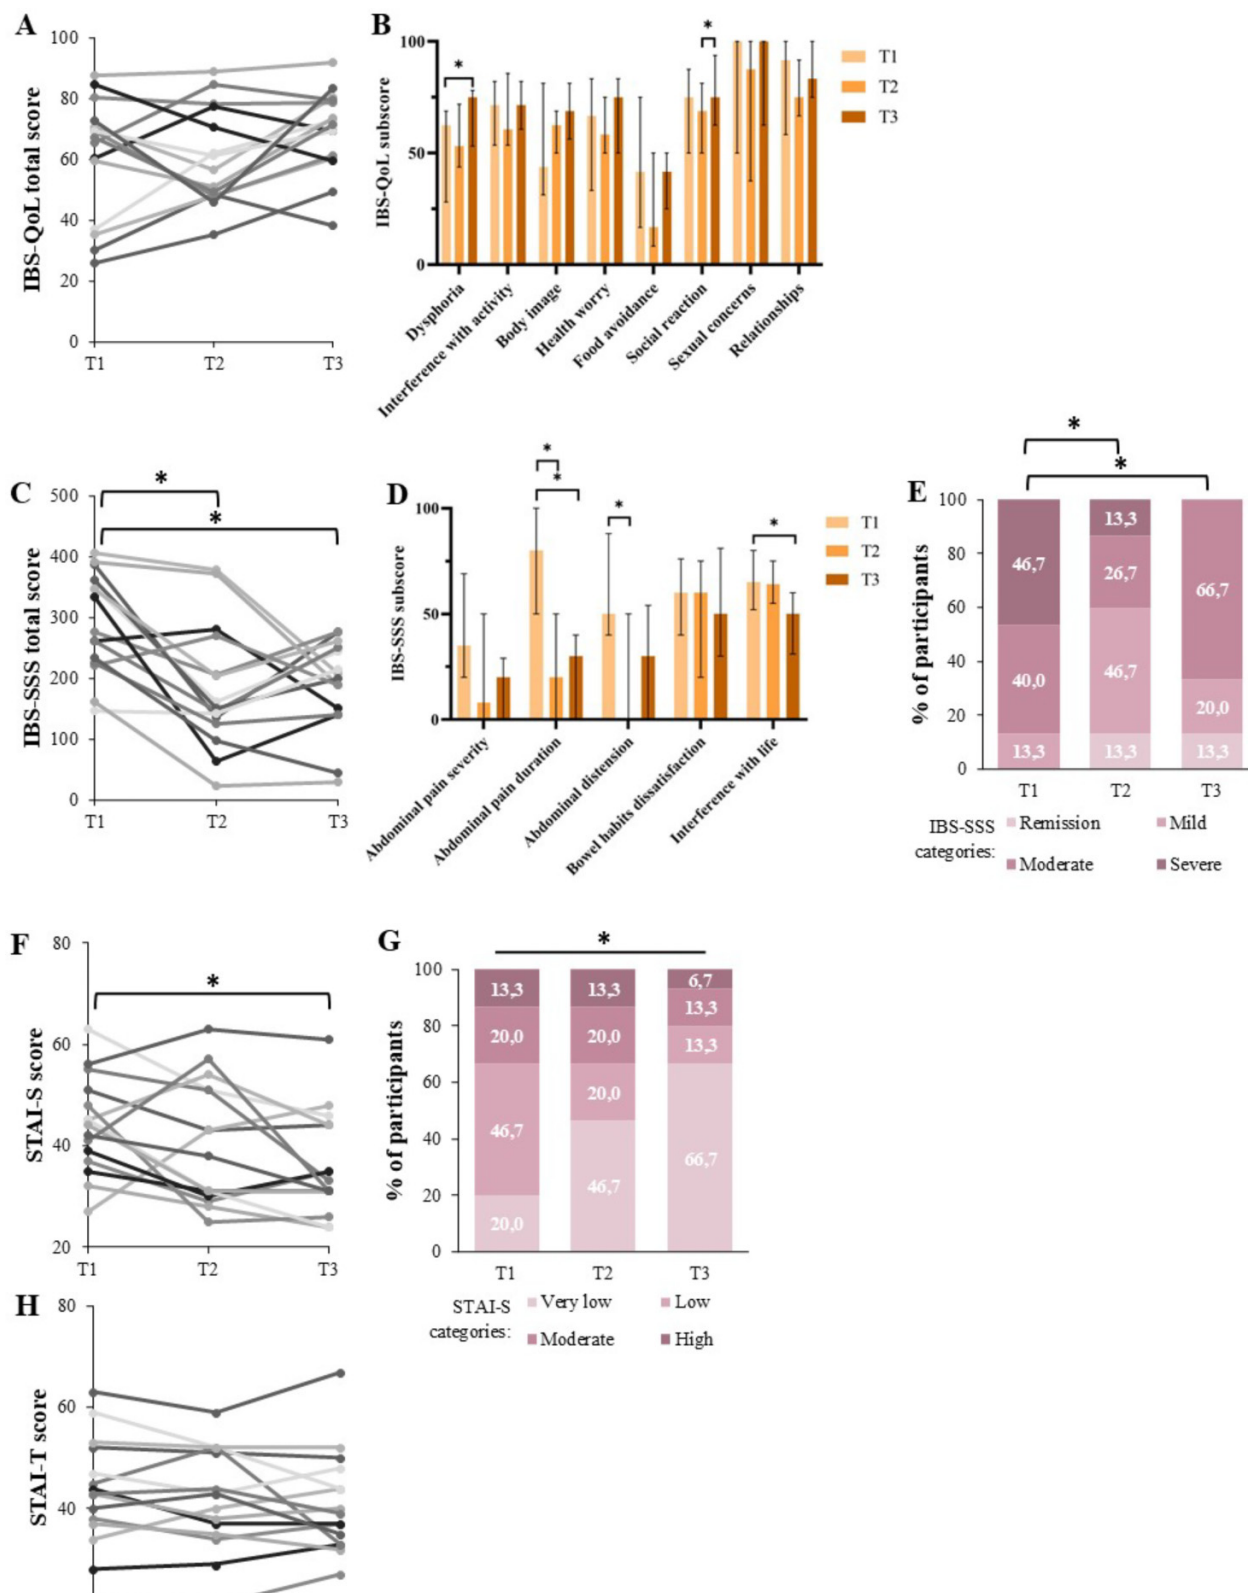 A
IBS-QoL total score
100
80
60
40
20
0
T1
T2
T3
B
IBS-QoL subscore
100
50
0
*
*
T1
T2
T3
Dysphoria
Interference with activity
Body image
Health worry
Food avoidance
Social reaction
Sexual concerns
Relationships
C
IBS-SSS total score
500
400
300
200
100
0
*
*
T1
T2
T3
D
IBS-SSS subscore
100
50
0
*
*
*
*
T1
T2
T3
Abdominal pain severity
Abdominal pain duration
Abdominal distension
Bowel habits dissatisfaction
Interference with life
E
% of participants
*
*
100
80
60
40
20
0
46,7
40,0
13,3
13,3
26,7
46,7
13,3
66,7
20,0
13,3
T1
T2
T3
IBS-SSS categories:
Remission
Mild
Moderate
Severe
F
STAI-S score
80
60
40
20
*
T1
T2
T3
G
% of participants
*
100
80
60
40
20
0
13,3
20,0
46,7
20,0
13,3
20,0
20,0
46,7
6,7
13,3
13,3
66,7
T1
T2
T3
STAI-S categories:
Very low
Low
Moderate
High
H
STAI-T score
80
60
40